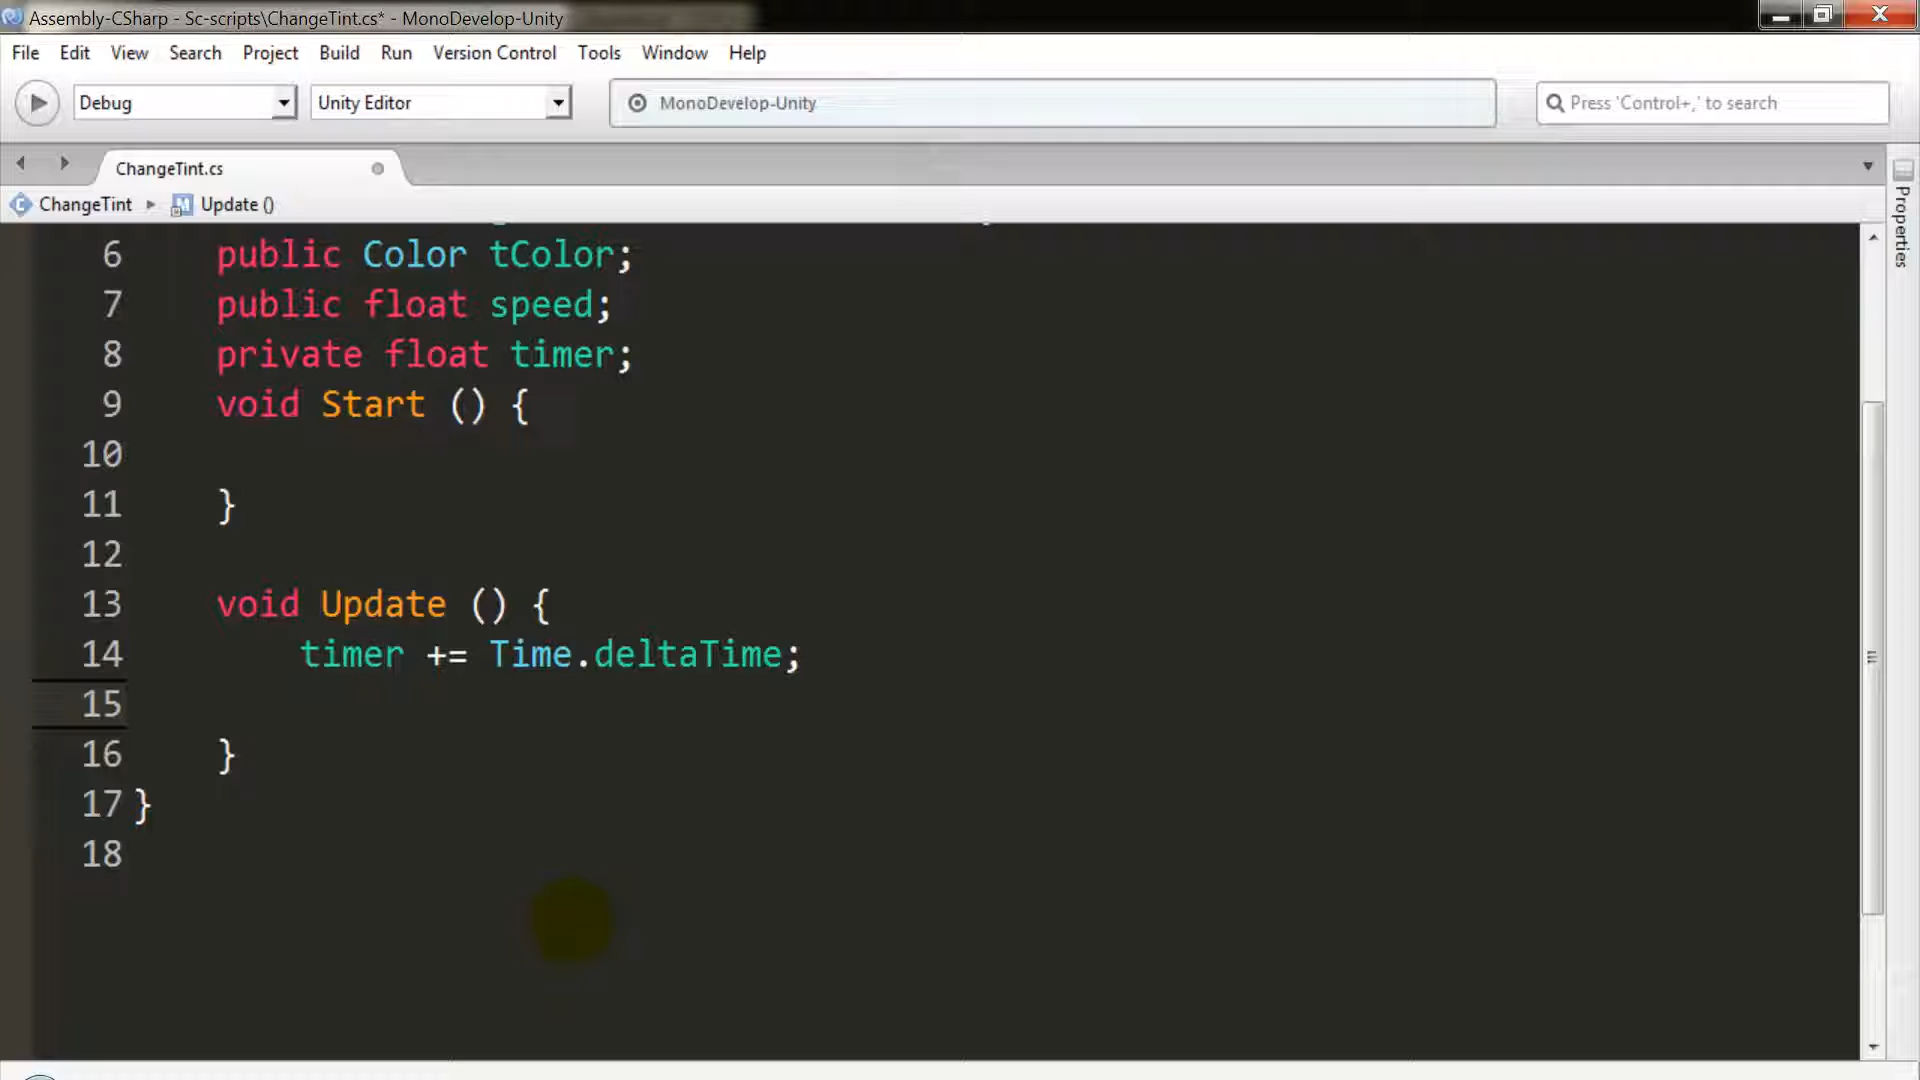 Assembly-CSharp - Sc-scripts\ChangeTint.cs* - MonoDevelop-Unity
File Edit View Search Project Build Run Version Control Tools Window Help
Debug Unity Editor MonoDevelop-Unity Press 'Control+,' to search
ChangeTint.cs
ChangeTint Update ()
Properties
6 public Color tColor;
7 public float speed;
8 private float timer;
9 void Start () {
10
11 }
12
13 void Update () {
14 timer += Time.deltaTime;
15
16 }
17 }
18